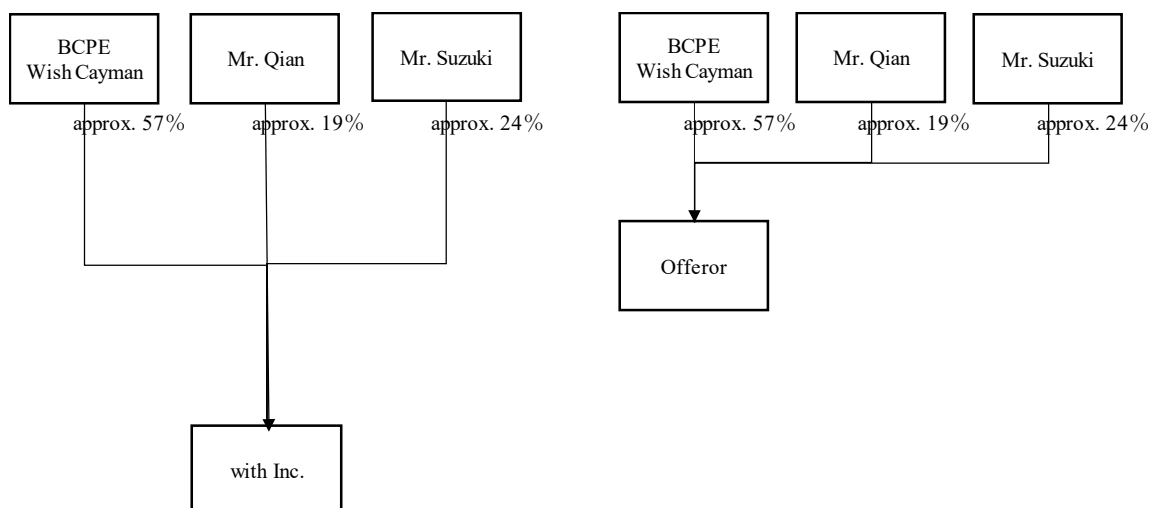 BCPE
Wish Cayman
Mr. Qian
Mr. Suzuki
approx. 57%
approx. 19%
approx. 24%
with Inc.
BCPE
Wish Cayman
Mr. Qian
Mr. Suzuki
approx. 57%
approx. 19%
approx. 24%
Offeror